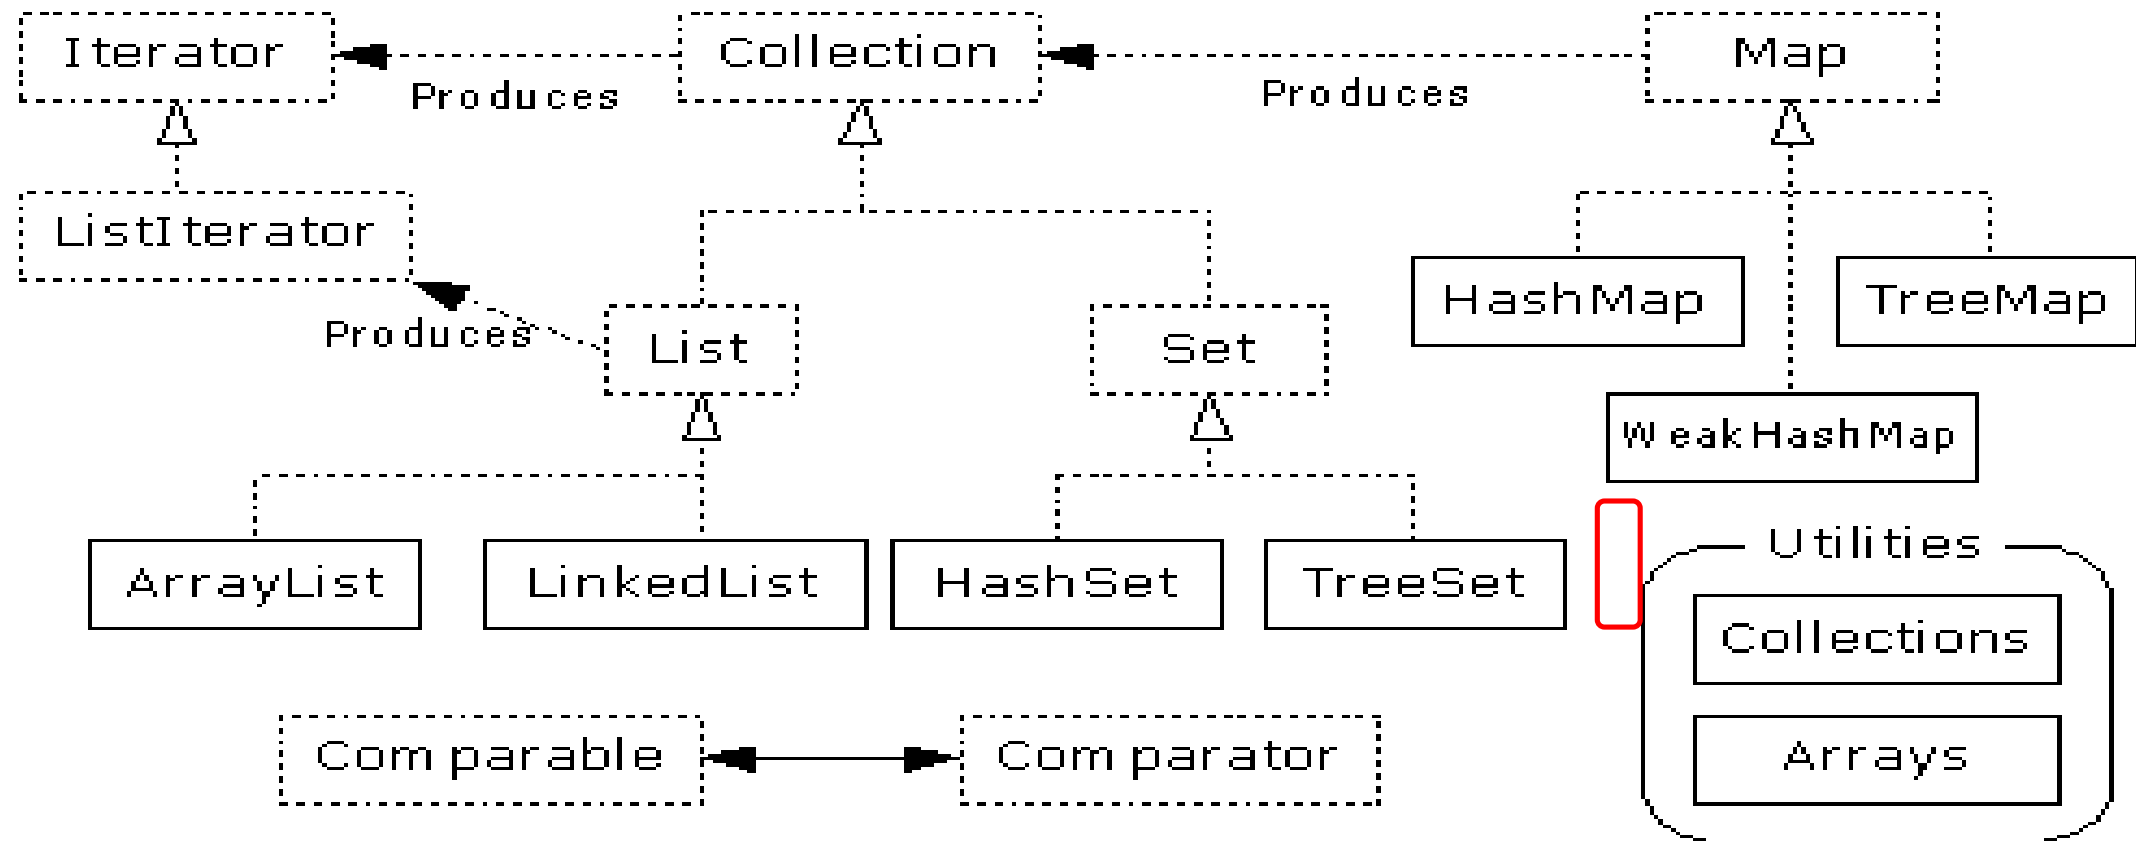 Iterator
Collection
Map
Produces
Produces
ListIterator
HashMap
TreeMap
Produces
List
Set
WeakHashMap
Utilities
ArrayList
LinkedList
HashSet
TreeSet
Collections
Comparable
Comparator
Arrays